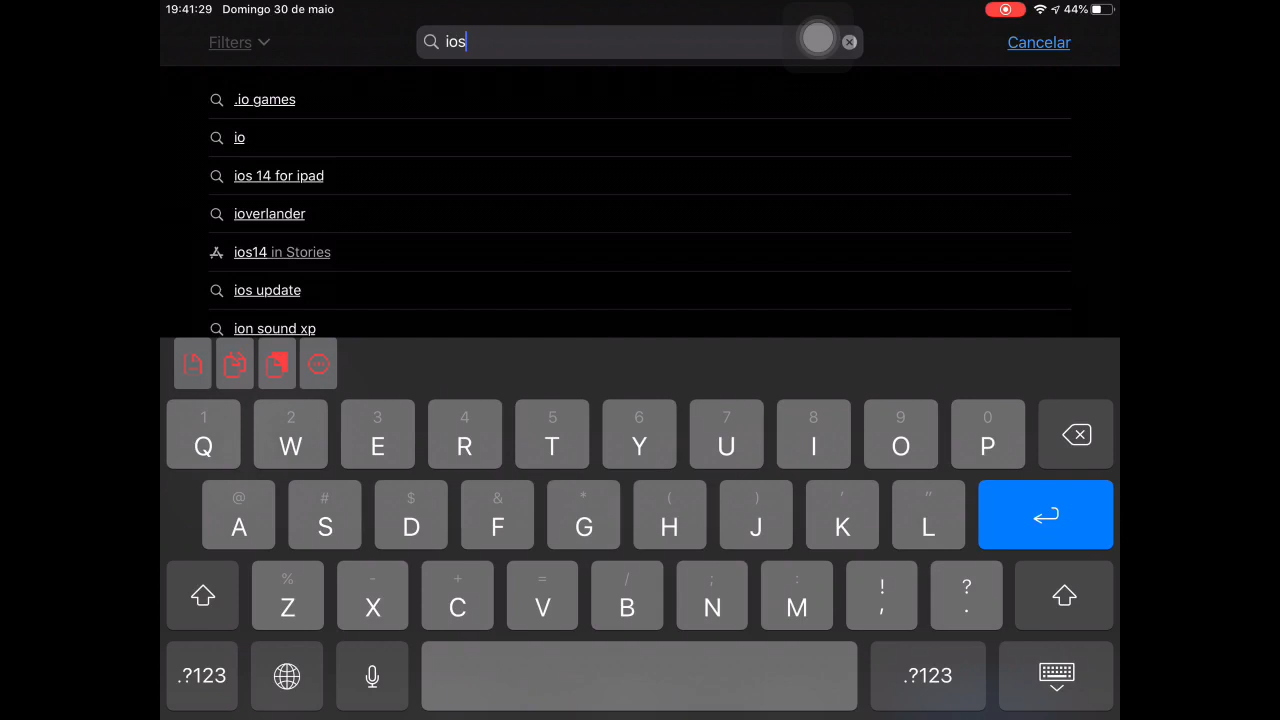 19:41:29 Domingo 30 de maio 44%
Filters ios Cancelar
.io games
io
ios 14 for ipad
ioverlander
ios14 in Stories
ios update
ion sound xp
1 2 3 4 5 6 7 8 9 0
Q W E R T Y U I O P
@ # $ & * ( ) ' "
A S D F G H J K L
% - + = / ; : ! ?
Z X C V B N M , .
.?123 .?123